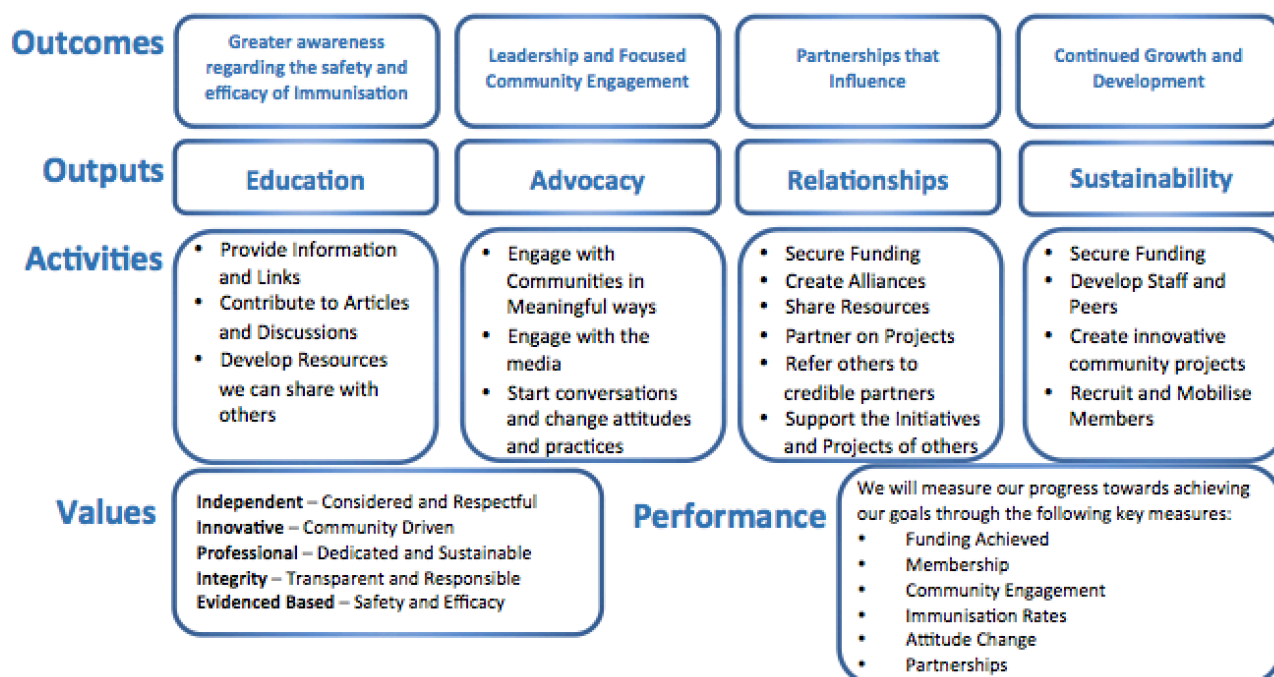 Outcomes
Greater awareness
regarding the safety and
efficacy of Immunisation
Leadership and Focused
Community Engagement
Partnerships that
Influence
Continued Growth and
Development
Outputs
Education
Advocacy
Relationships
Sustainability
Activities
• Provide Information
and Links
• Contribute to Articles
and Discussions
• Develop Resources
we can share with
others
• Engage with
Communities in
Meaningful ways
• Engage with the
media
• Start conversations
and change attitudes
and practices
• Secure Funding
• Create Alliances
• Share Resources
• Partner on Projects
• Refer others to
credible partners
• Support the Initiatives
and Projects of others
• Secure Funding
• Develop Staff and
Peers
• Create innovative
community projects
• Recruit and Mobilise
Members
Values
Independent – Considered and Respectful
Innovative – Community Driven
Professional – Dedicated and Sustainable
Integrity – Transparent and Responsible
Evidenced Based – Safety and Efficacy
Performance
We will measure our progress towards achieving
our goals through the following key measures:
• Funding Achieved
• Membership
• Community Engagement
• Immunisation Rates
• Attitude Change
• Partnerships